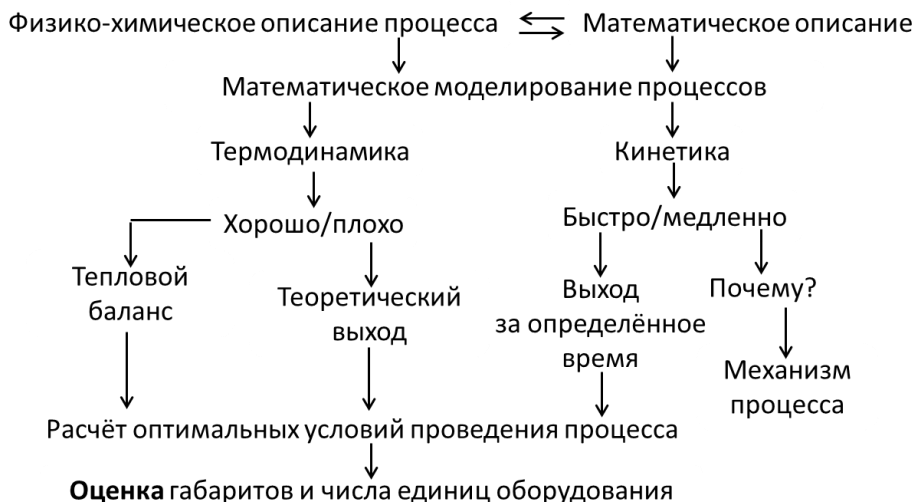 Физико-химическое описание процесса
Математическое описание
Математическое моделирование процессов
Термодинамика
Кинетика
Хорошо/плохо
Быстро/медленно
Тепловой
баланс
Теоретический
выход
Выход
за определённое
время
Почему?
Механизм
процесса
Расчёт оптимальных условий проведения процесса
Оценка габаритов и числа единиц оборудования